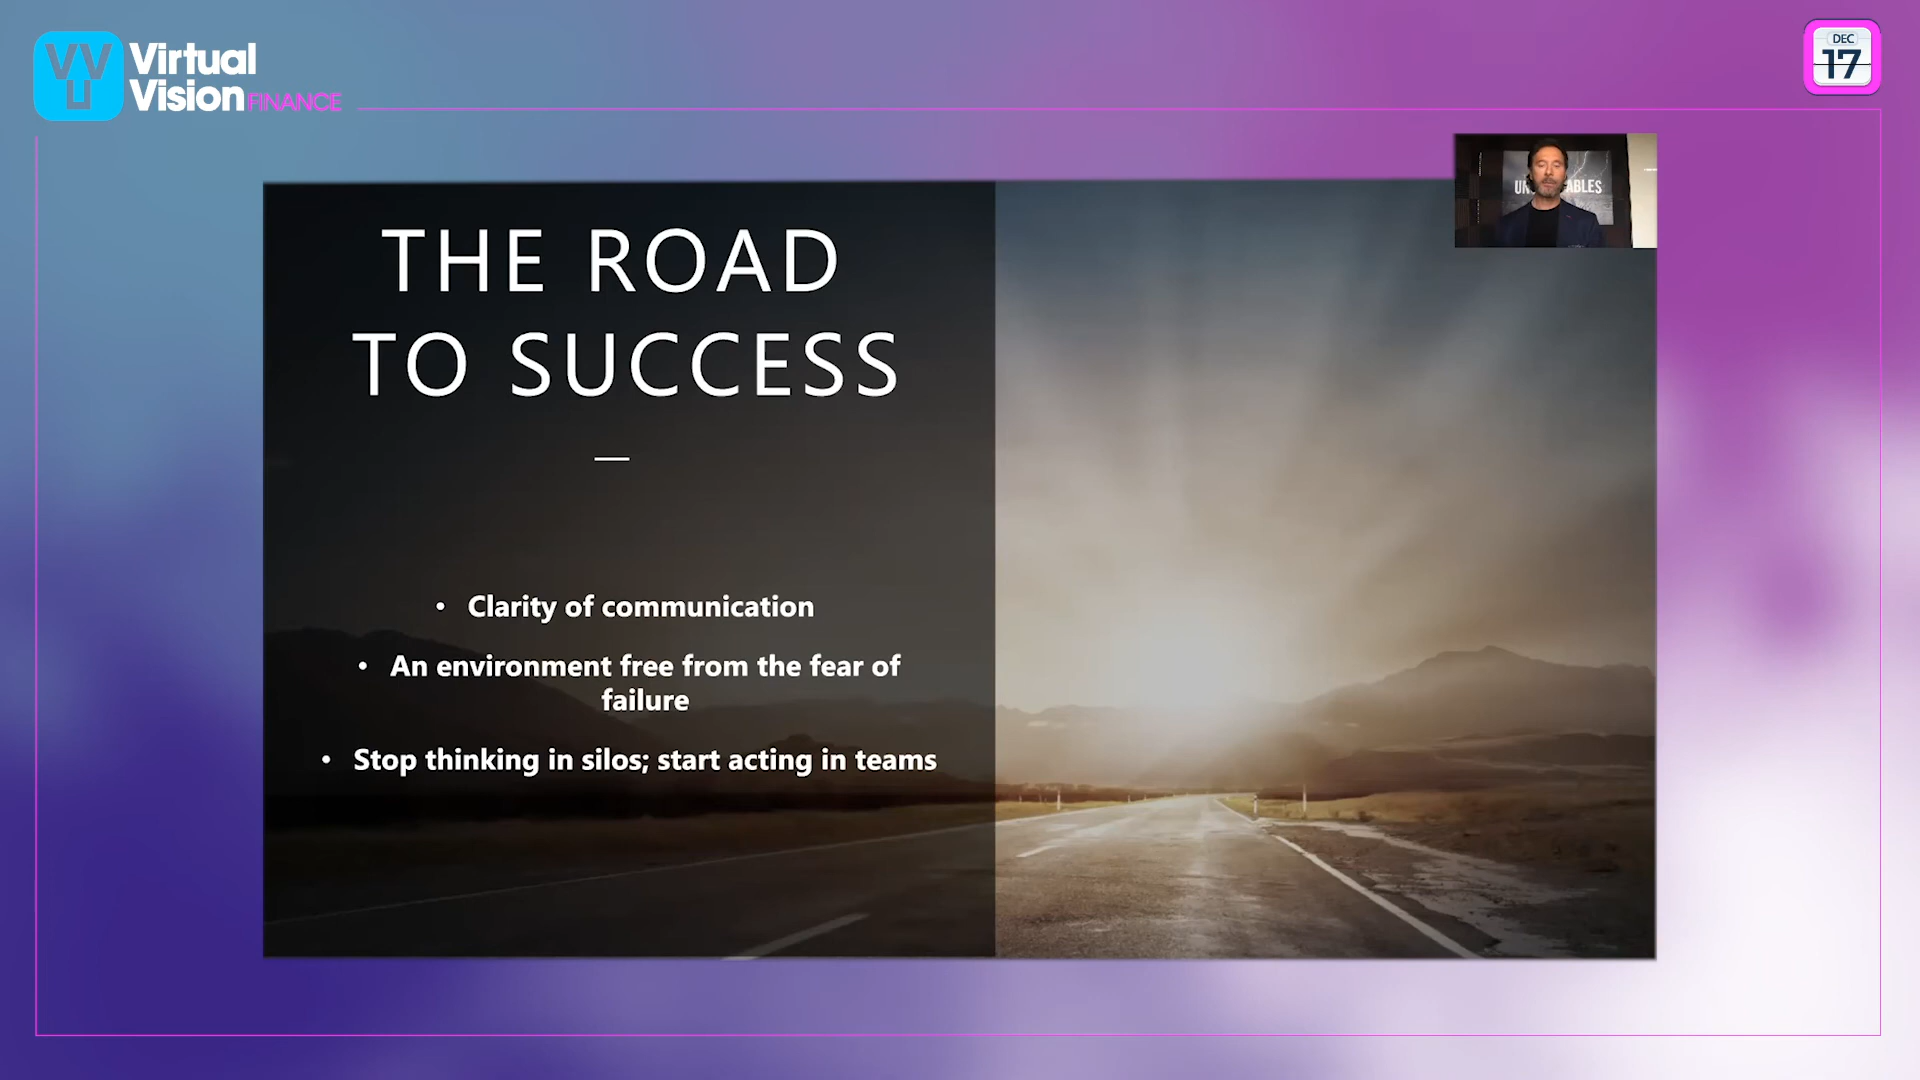 VVU
Virtual
Vision FINANCE
DEC
17
THE ROAD
TO SUCCESS
• Clarity of communication
• An environment free from the fear of
failure
• Stop thinking in silos; start acting in teams